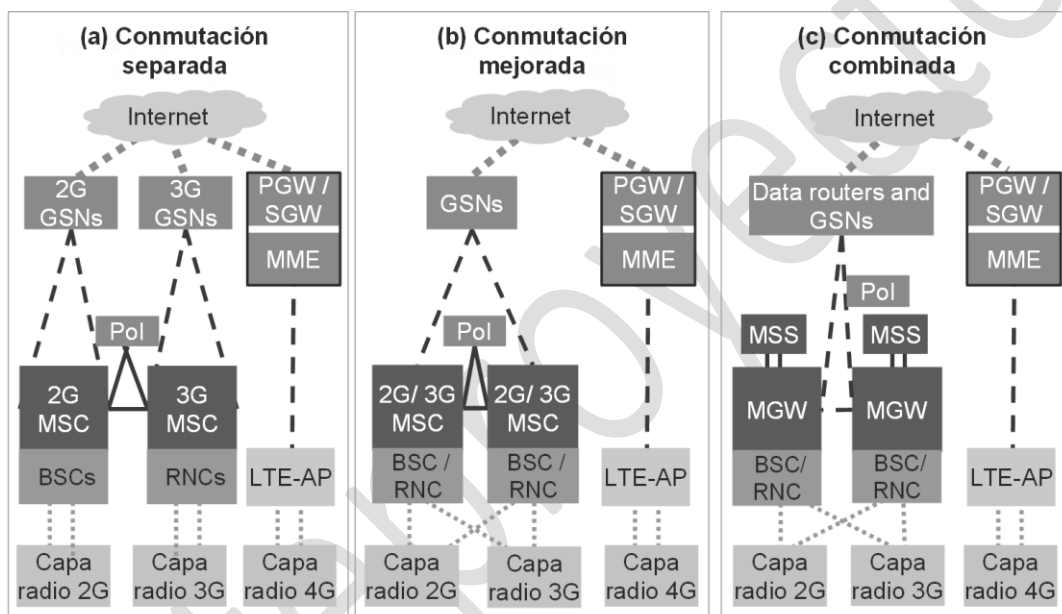 (a) Conmutación
separada
Internet
2G
GSNs
3G
GSNs
PGW /
SGW
MME
PoI
2G
MSC
3G
MSC
BSCs
RNCs
LTE-AP
Capa
radio 2G
Capa
radio 3G
Capa
radio 4G
(b) Conmutación
mejorada
Internet
GSNs
PGW /
SGW
MME
PoI
2G/ 3G
MSC
2G/ 3G
MSC
BSC /
RNC
BSC /
RNC
LTE-AP
Capa
radio 2G
Capa
radio 3G
Capa
radio 4G
(c) Conmutación
combinada
Internet
Data routers and
GSNs
PGW /
SGW
MME
PoI
MSS
MSS
MGW
MGW
BSC/
RNC
BSC/
RNC
LTE-AP
Capa
radio 2G
Capa
radio 3G
Capa
radio 4G